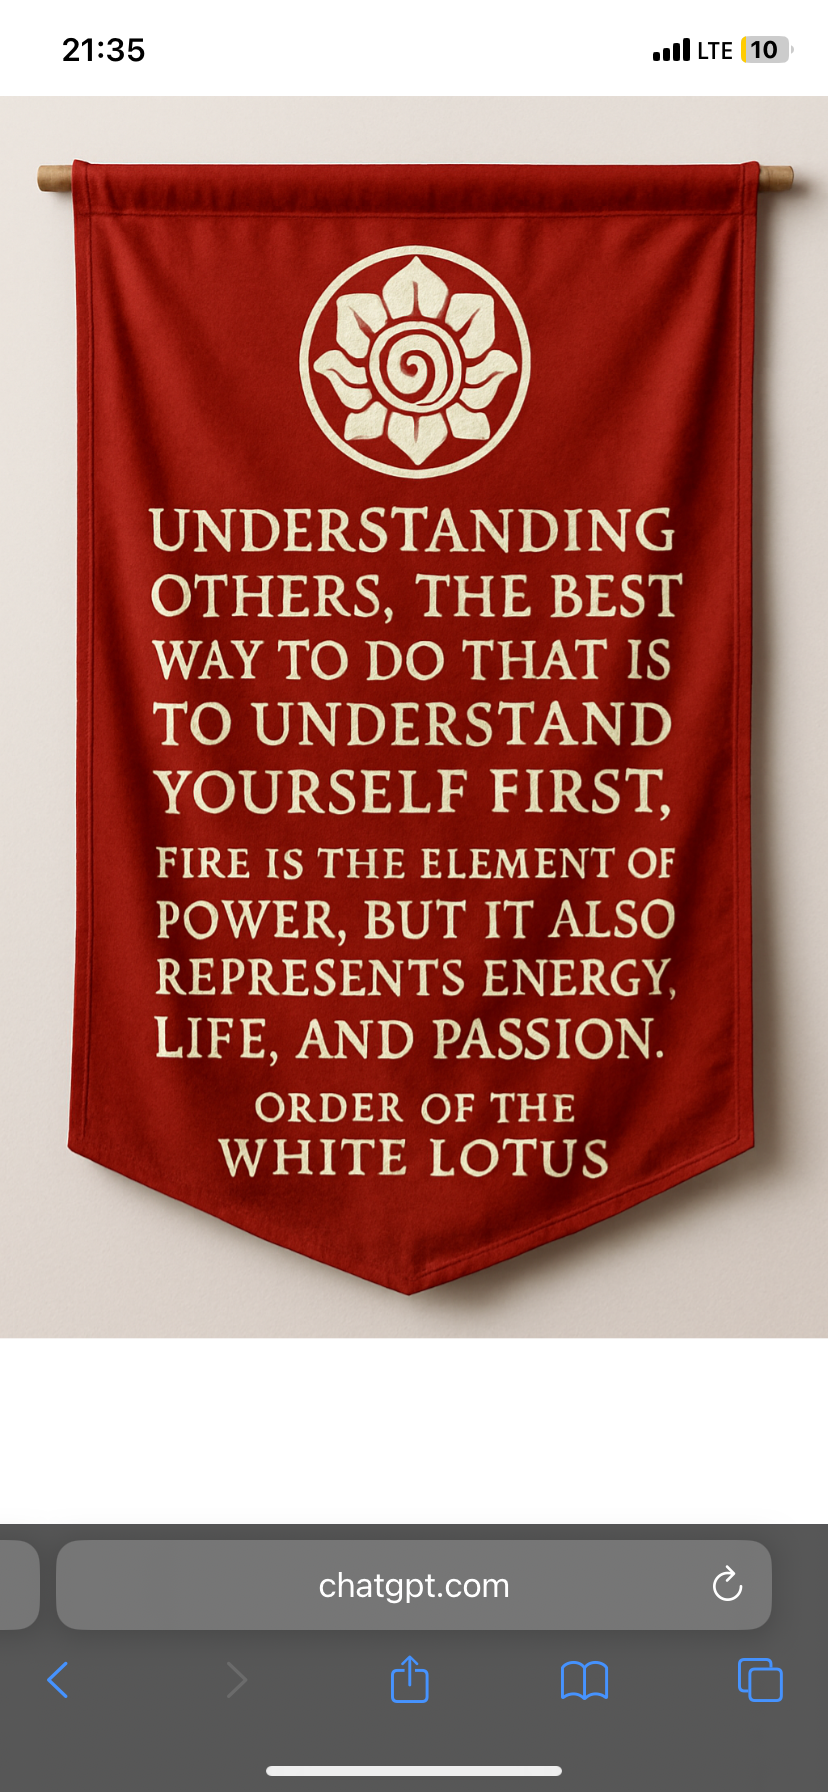 21:35
LTE 10
UNDERSTANDING
OTHERS, THE BEST
WAY TO DO THAT IS
TO UNDERSTAND
YOURSELF FIRST,
FIRE IS THE ELEMENT OF
POWER, BUT IT ALSO
REPRESENTS ENERGY,
LIFE, AND PASSION.
ORDER OF THE
WHITE LOTUS
chatgpt.com